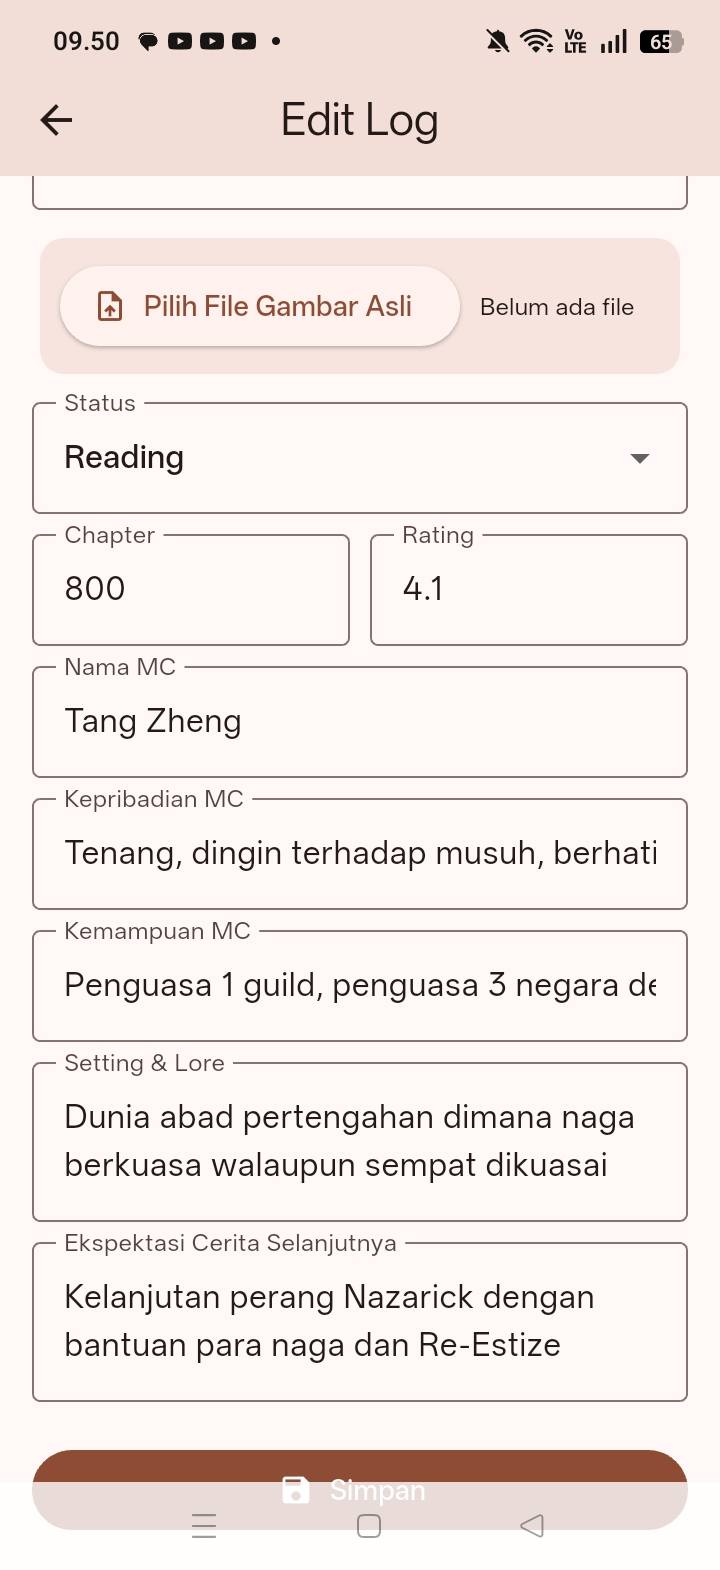 09.50
Vo
LTE
65
Edit Log
Pilih File Gambar Asli
Belum ada file
Status
Reading
Chapter
800
Rating
4.1
Nama MC
Tang Zheng
Kepribadian MC
Tenang, dingin terhadap musuh, berhati
Kemampuan MC
Penguasa 1 guild, penguasa 3 negara de
Setting & Lore
Dunia abad pertengahan dimana naga
berkuasa walaupun sempat dikuasai
Ekspektasi Cerita Selanjutnya
Kelanjutan perang Nazarick dengan
bantuan para naga dan Re-Estize
Simpan